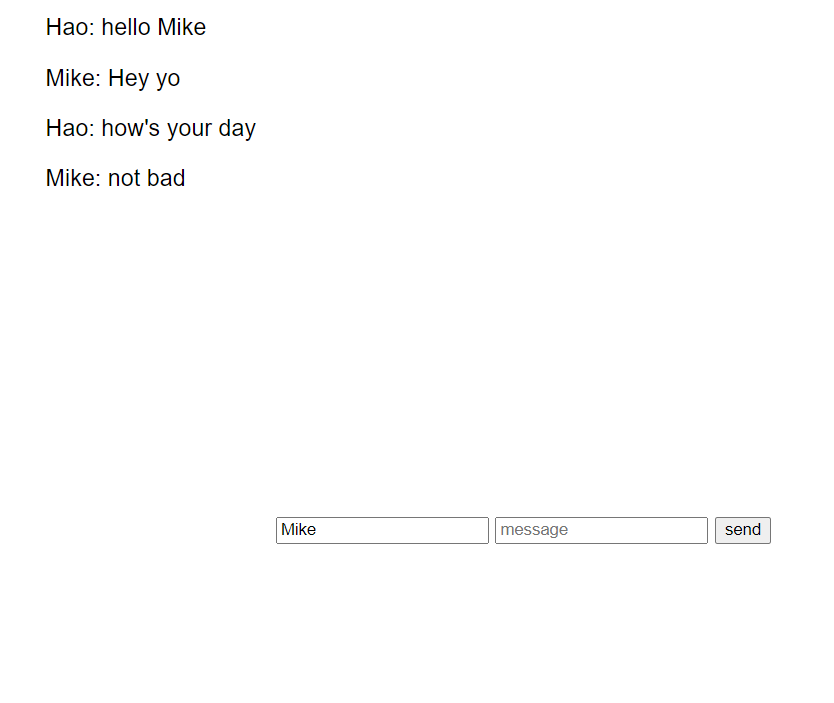 Hao: hello Mike
Mike: Hey yo
Hao: how's your day
Mike: not bad
Mike message send